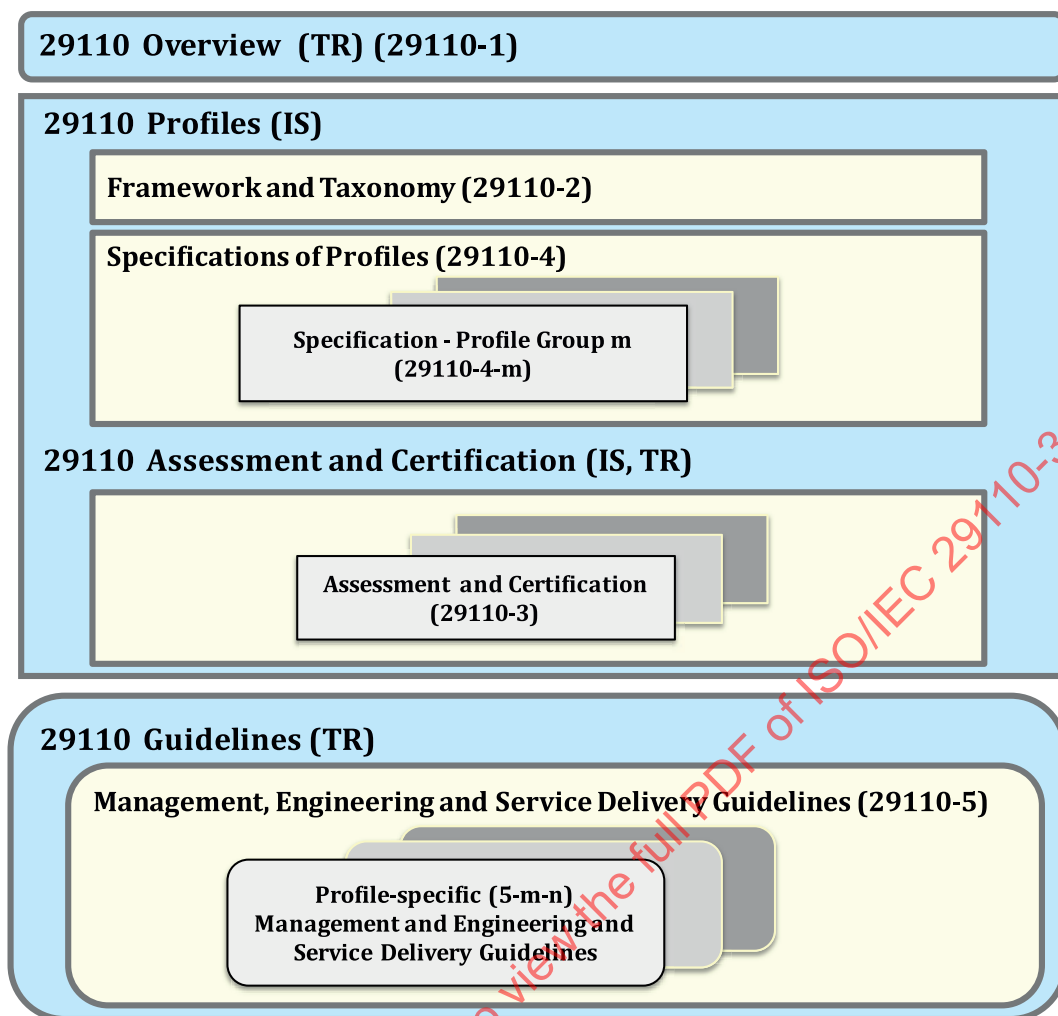 29110 Overview (TR) (29110-1)
29110 Profiles (IS)
Framework and Taxonomy (29110-2)
Specifications of Profiles (29110-4)
Specification - Profile Group m
(29110-4-m)
29110 Assessment and Certification (IS, TR)
Assessment and Certification
(29110-3)
29110 Guidelines (TR)
Management, Engineering and Service Delivery Guidelines (29110-5)
Profile-specific (5-m-n)
Management and Engineering and
Service Delivery Guidelines
view the full PDF of ISO/IEC 29110-3